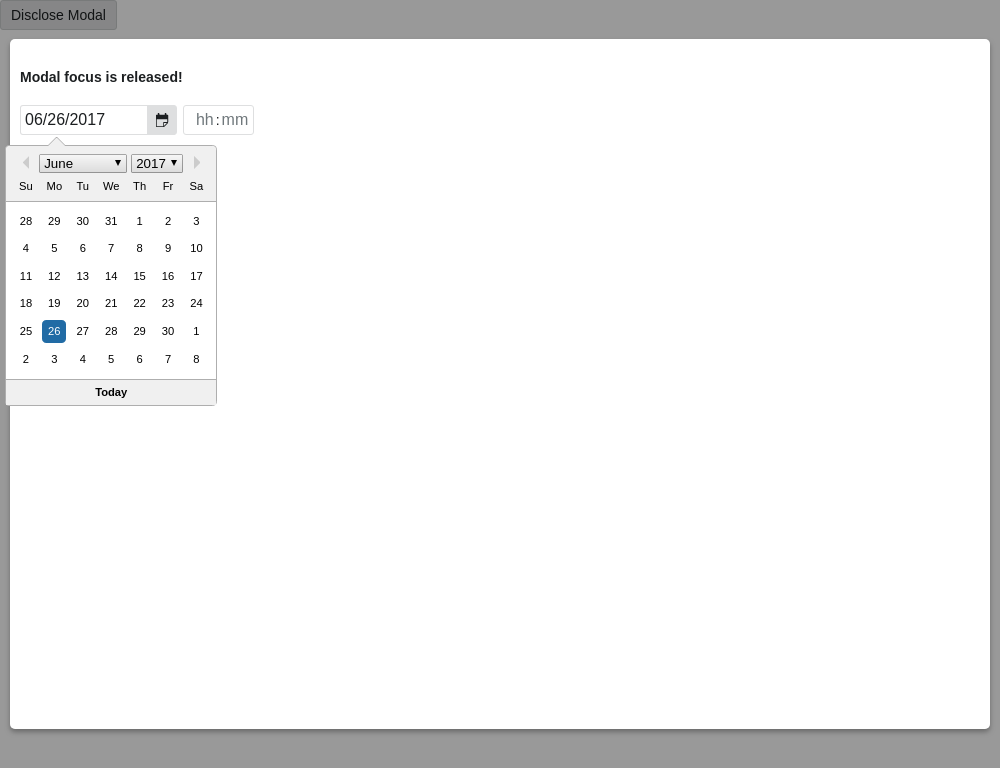 Disclose Modal
Modal focus is released!
06/26/2017 hh:mm
June 2017
Su Mo Tu We Th Fr Sa
28 29 30 31 1 2 3
4 5 6 7 8 9 10
11 12 13 14 15 16 17
18 19 20 21 22 23 24
25 26 27 28 29 30 1
2 3 4 5 6 7 8
Today